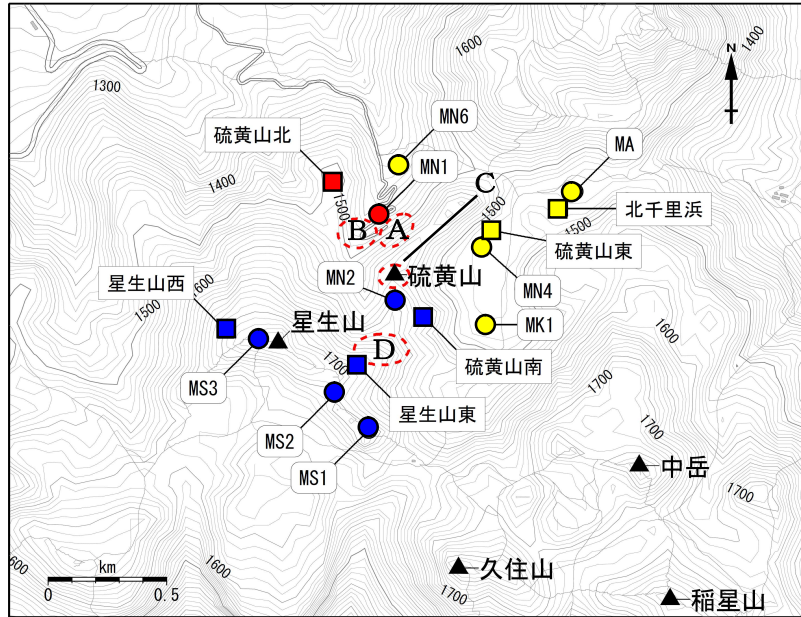 1600
1400
N
1300
MN6
硫黄山北
MN1
MA
C
1400
1500
1500
北千里浜
1500
B
A
硫黄山東
星生山西
1600
MN2
硫黄山
MN4
1500
星生山
MK1
1600
D
硫黄山南
MS3
1700
1700
星生山東
MS2
1700
MS1
中岳
1700
km
1600
1600
久住山
0
0.5
1700
稲星山